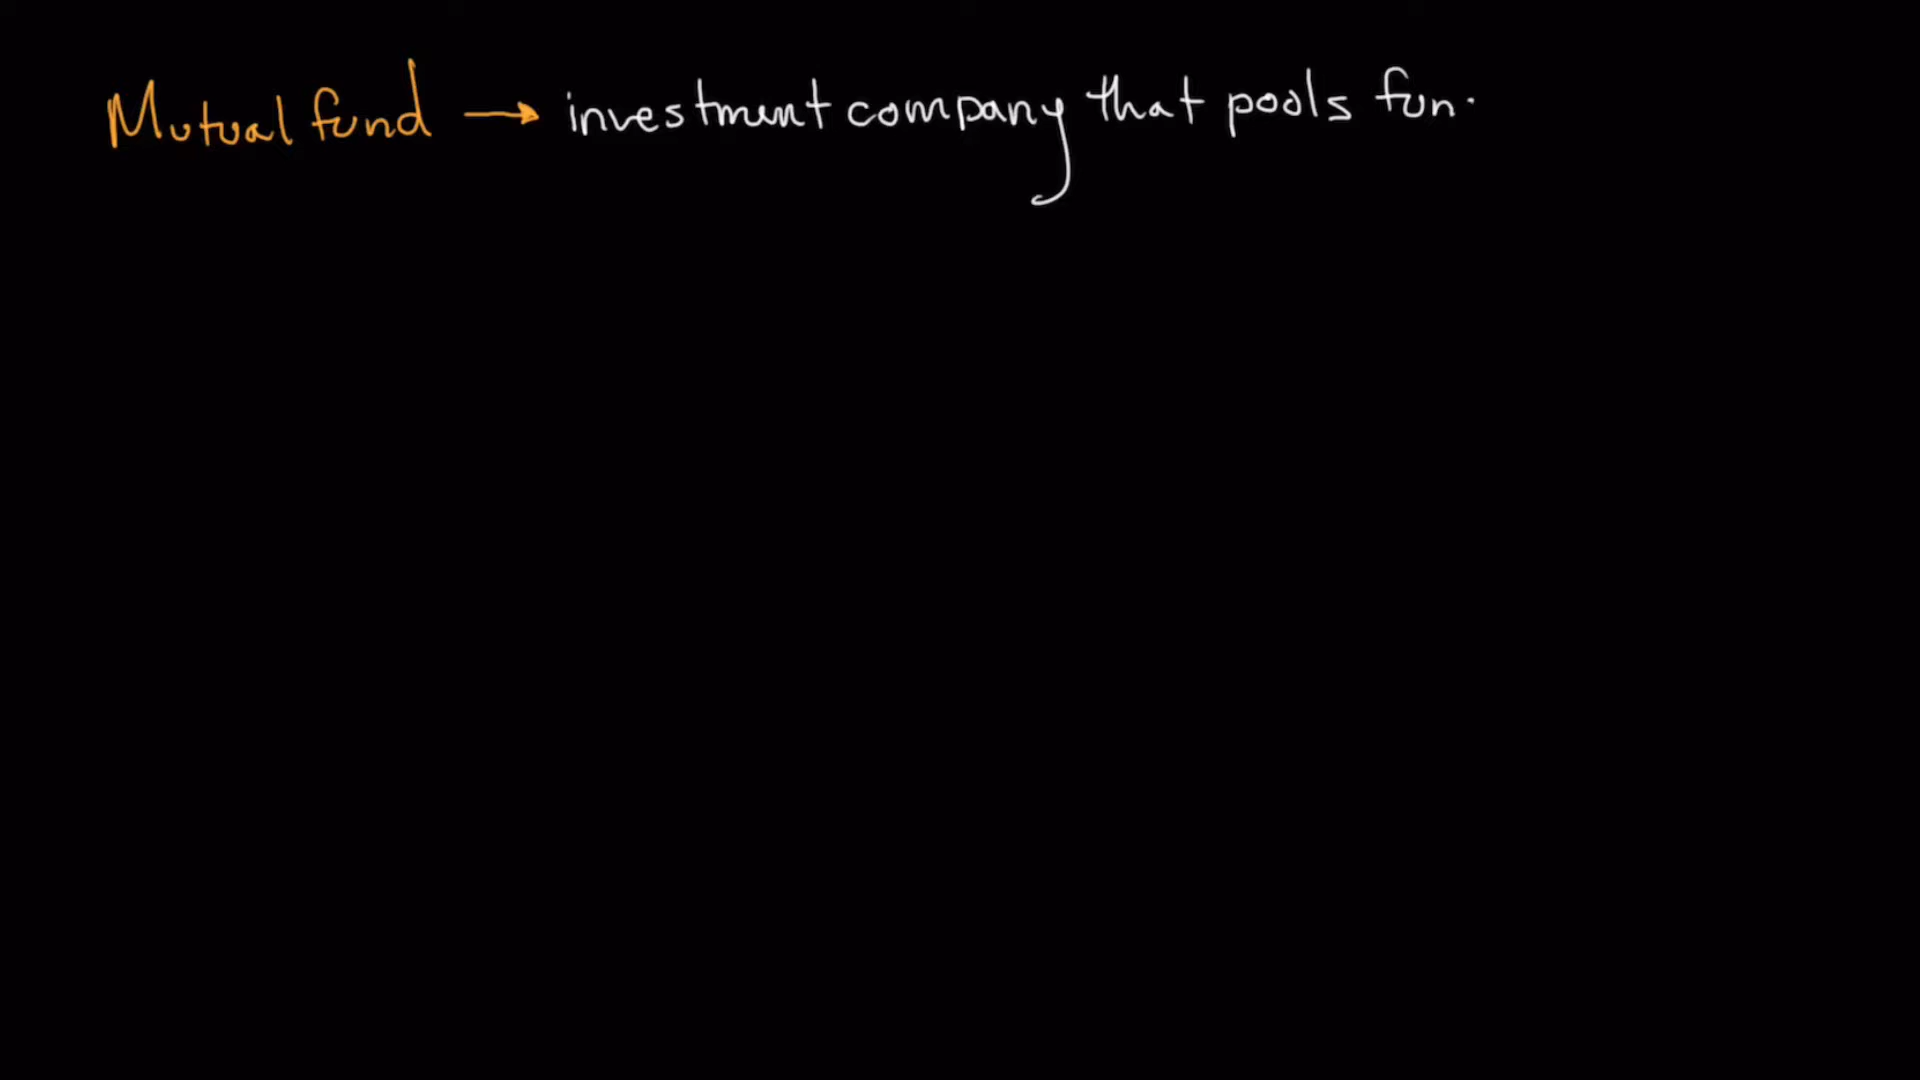 Mutual fund → investment company that pools fun